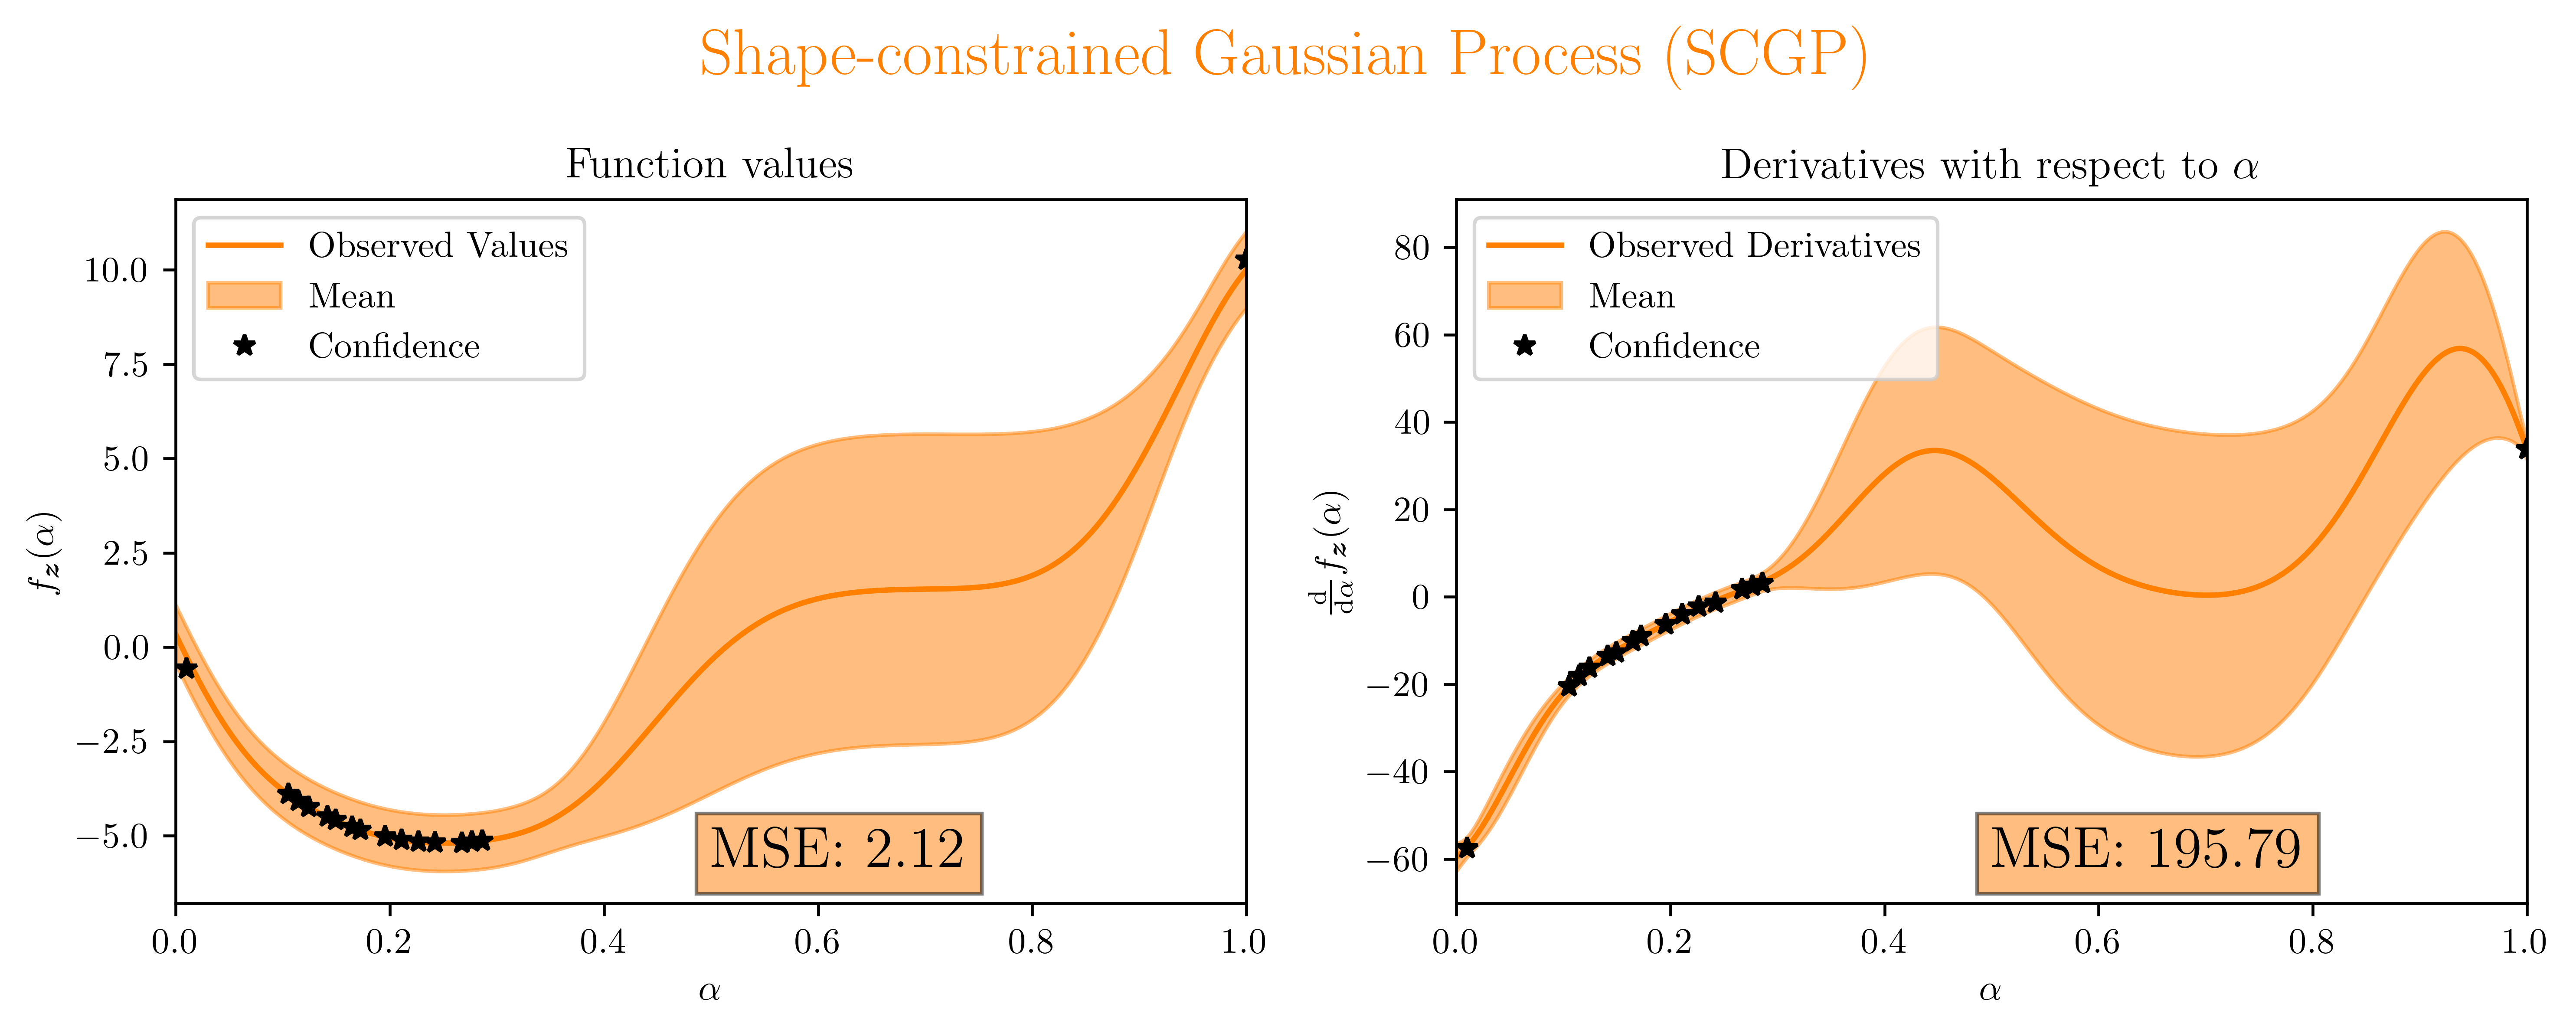 Shape-constrained Gaussian Process (SCGP)
Function values
Observed Values
Mean
Confidence
10.0
7.5
5.0
2.5
0.0
−2.5
−5.0
f_z(α)
MSE: 2.12
0.0 0.2 0.4 0.6 0.8 1.0
α
Derivatives with respect to α
Observed Derivatives
Mean
Confidence
80
60
40
20
0
−20
−40
−60
d/dα f_z(α)
MSE: 195.79
0.0 0.2 0.4 0.6 0.8 1.0
α